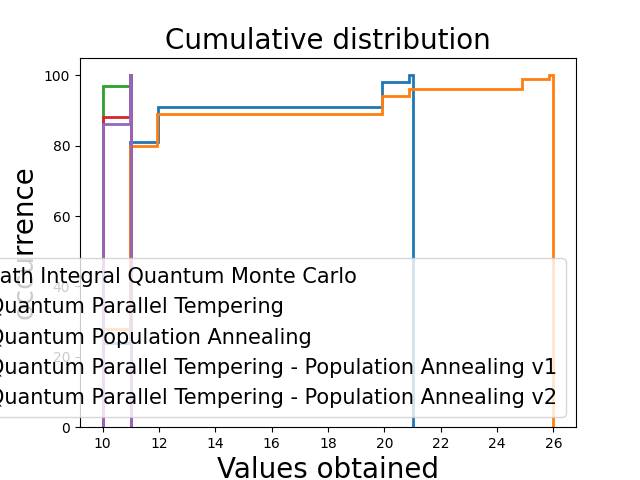 Cumulative distribution
100
80
60
40
20
0
occurrence
ath Integral Quantum Monte Carlo
Quantum Parallel Tempering
Quantum Population Annealing
Quantum Parallel Tempering - Population Annealing v1
Quantum Parallel Tempering - Population Annealing v2
10 12 14 16 18 20 22 24 26
Values obtained